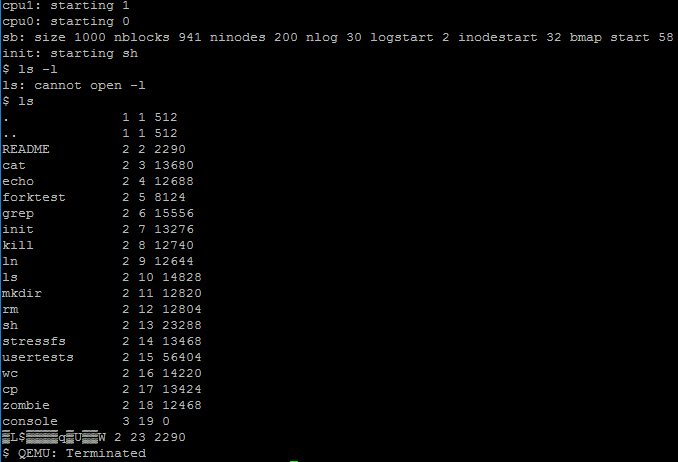 cpu1: starting 1
cpu0: starting 0
sb: size 1000 nblocks 941 ninodes 200 nlog 30 logstart 2 inodestart 32 bmap start 58
init: starting sh
$ ls -l
ls: cannot open -l
$ ls
. 1 1 512
.. 1 1 512
README 2 2 2290
cat 2 3 13680
echo 2 4 12688
forktest 2 5 8124
grep 2 6 15556
init 2 7 13276
kill 2 8 12740
ln 2 9 12644
ls 2 10 14828
mkdir 2 11 12820
rm 2 12 12804
sh 2 13 23288
stressfs 2 14 13468
usertests 2 15 56404
wc 2 16 14220
cp 2 17 13424
zombie 2 18 12468
console 3 19 0
▒L$▒▒▒▒q▒U▒▒W 2 23 2290
$ QEMU: Terminated